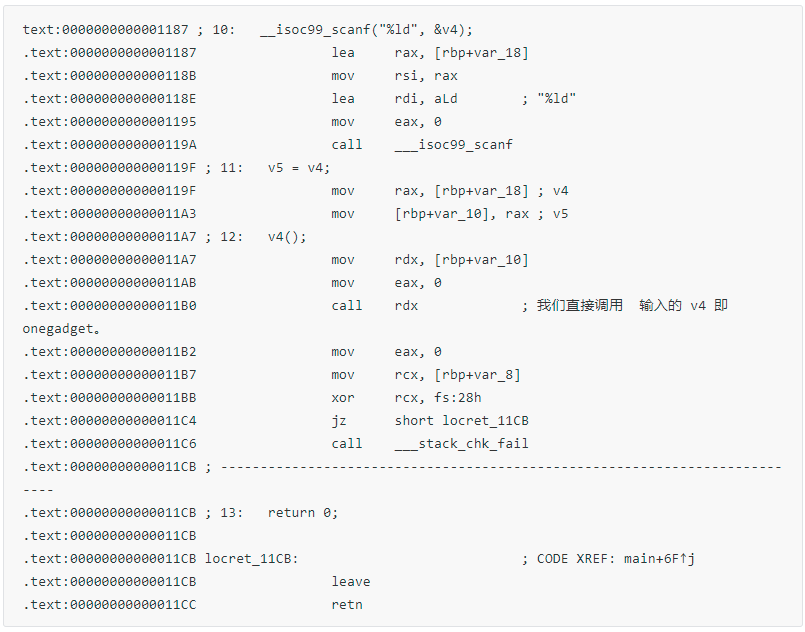 text:0000000000001187 ; 10:   __isoc99_scanf("%ld", &v4);
.text:0000000000001187                 lea     rax, [rbp+var_18]
.text:000000000000118B                 mov     rsi, rax
.text:000000000000118E                 lea     rdi, aLd        ; "%ld"
.text:0000000000001195                 mov     eax, 0
.text:000000000000119A                 call    ___isoc99_scanf
.text:000000000000119F ; 11:   v5 = v4;
.text:000000000000119F                 mov     rax, [rbp+var_18] ; v4
.text:00000000000011A3                 mov     [rbp+var_10], rax ; v5
.text:00000000000011A7 ; 12:   v4();
.text:00000000000011A7                 mov     rdx, [rbp+var_10]
.text:00000000000011AB                 mov     eax, 0
.text:00000000000011B0                 call    rdx             ; 我们直接调用  输入的 v4 即
onegadget。
.text:00000000000011B2                 mov     eax, 0
.text:00000000000011B7                 mov     rcx, [rbp+var_8]
.text:00000000000011BB                 xor     rcx, fs:28h
.text:00000000000011C4                 jz      short locret_11CB
.text:00000000000011C6                 call    ___stack_chk_fail
.text:00000000000011CB ; -----------------------------------------------------------------------
----
.text:00000000000011CB ; 13:   return 0;
.text:00000000000011CB
.text:00000000000011CB locret_11CB:                            ; CODE XREF: main+6F↑j
.text:00000000000011CB                 leave
.text:00000000000011CC                 retn